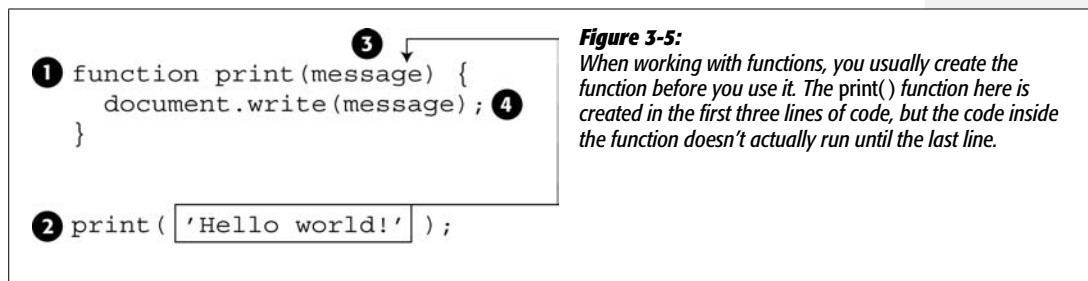 3
1 function print(message) {
document.write(message); 4
}
2 print( 'Hello world!' );
Figure 3-5:
When working with functions, you usually create the
function before you use it. The print( ) function here is
created in the first three lines of code, but the code inside
the function doesn't actually run until the last line.